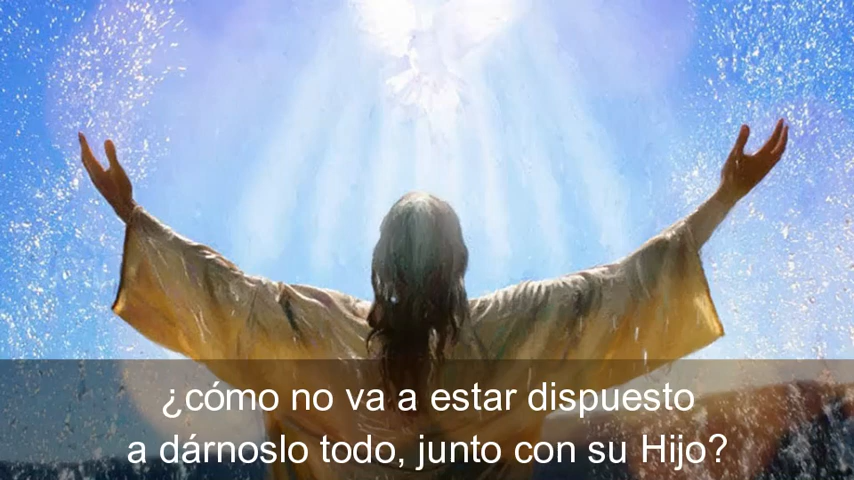 ¿cómo no va a estar dispuesto
a dárnoslo todo, junto con su Hijo?